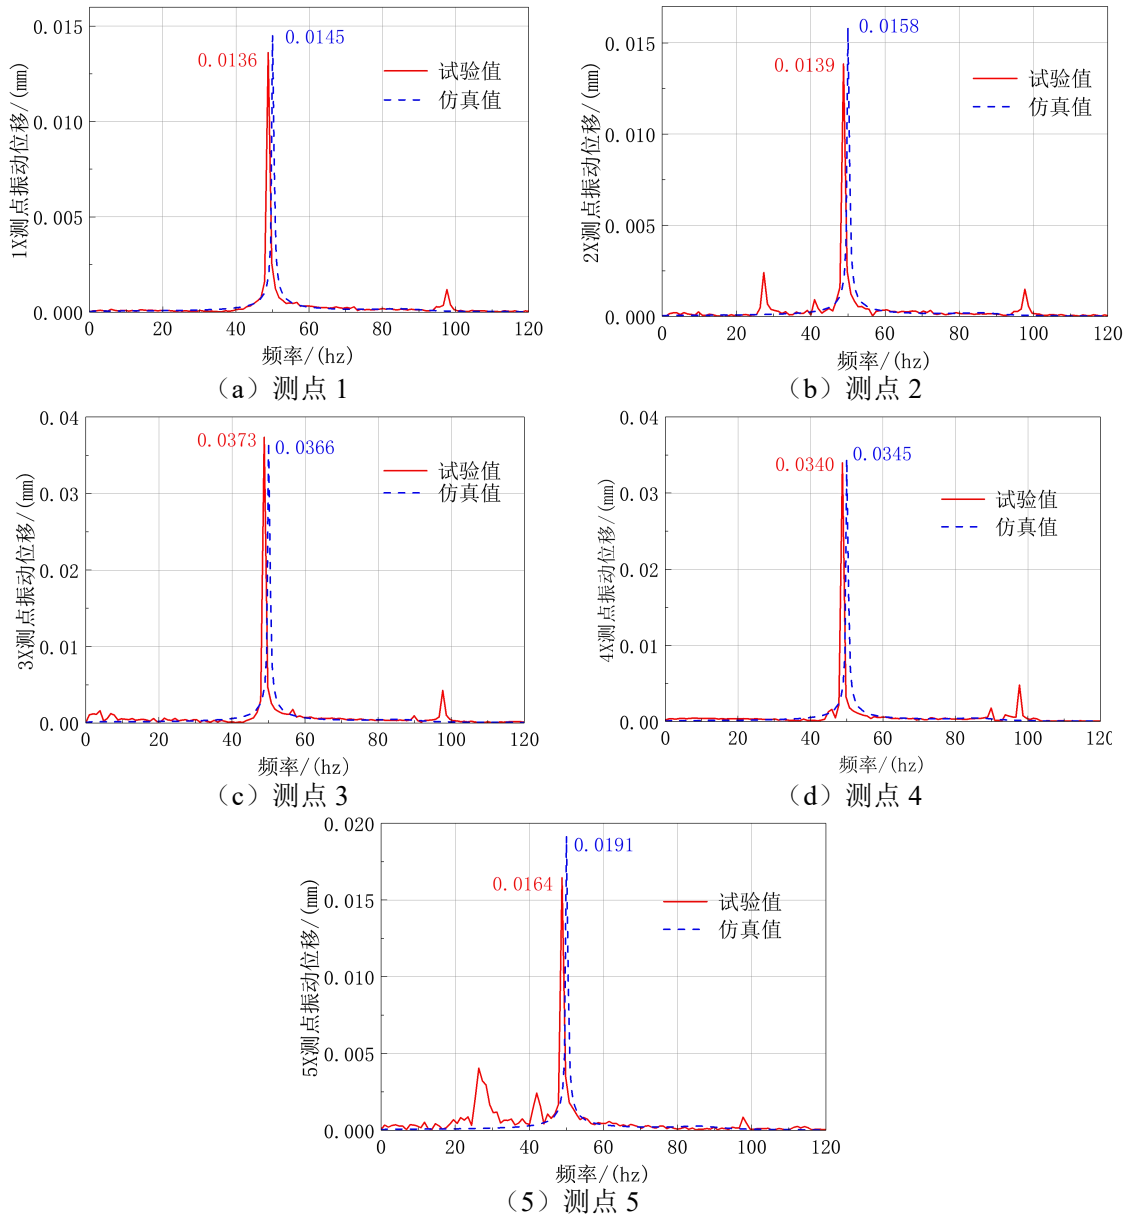 1X测点振动位移/(mm)
0.015
0.010
0.005
0.000
0.0136
0.0145
试验值
仿真值
0 20 40 60 80 100 120
频率/(hz)
（a）测点 1
2X测点振动位移/(mm)
0.015
0.010
0.005
0.000
0.0139
0.0158
试验值
仿真值
0 20 40 60 80 100 120
频率/(hz)
（b）测点 2
3X测点振动位移/(mm)
0.04
0.03
0.02
0.01
0.00
0.0373
0.0366
试验值
仿真值
0 20 40 60 80 100 120
频率/(hz)
（c）测点 3
4X测点振动位移/(mm)
0.04
0.03
0.02
0.01
0.00
0.0340
0.0345
试验值
仿真值
0 20 40 60 80 100 120
频率/(hz)
（d）测点 4
5X测点振动位移/(mm)
0.020
0.015
0.010
0.005
0.000
0.0164
0.0191
试验值
仿真值
0 20 40 60 80 100 120
频率/(hz)
（5）测点 5